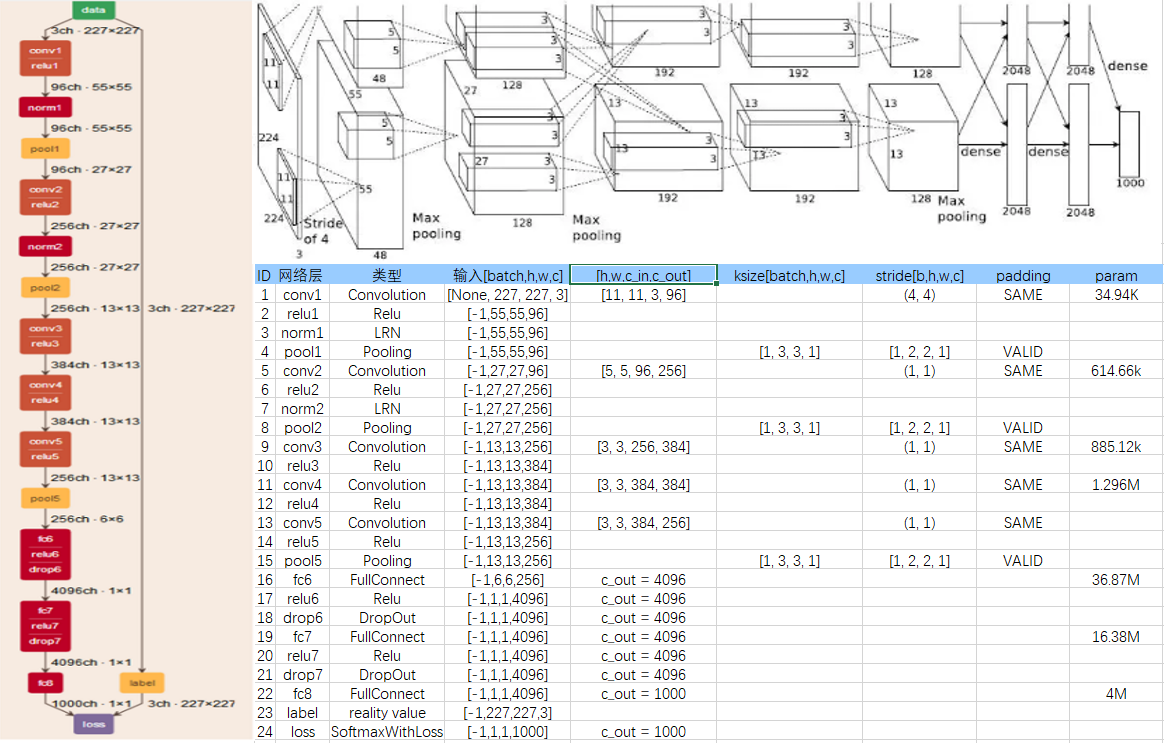 data
3ch · 227×227
conv1
relu1
96ch · 55×55
norm1
96ch · 55×55
pool1
96ch · 27×27
conv2
relu2
256ch · 27×27
norm2
256ch · 27×27
pool2
256ch · 13×13 3ch · 227×227
conv3
relu3
384ch · 13×13
conv4
relu4
384ch · 13×13
conv5
relu5
256ch · 13×13
pool5
256ch · 6×6
fc6
relu6
drop6
4096ch · 1×1
fc7
relu7
drop7
4096ch · 1×1
fc8 label
1000ch · 1×1 3ch · 227×227
loss
11
11
5
5
48
3
3
3
128
3
3
192
3
3
192
128
2048
2048
dense
224
55
5
5
27
3
3
13
13
3
3
13
11
11
55
27
3
3
13
3
3
13
13
dense
dense
1000
224
Stride
of 4
3
48
Max
pooling
128
Max
pooling
192
192
128
Max
pooling
2048
2048
ID 网络层 类型 输入[batch,h,w,c] [h,w,c_in,c_out] ksize[batch,h,w,c] stride[b,h,w,c] padding param
1 conv1 Convolution [None, 227, 227, 3] [11, 11, 3, 96] (4, 4) SAME 34.94K
2 relu1 Relu [-1,55,55,96]
3 norm1 LRN [-1,55,55,96]
4 pool1 Pooling [-1,55,55,96] [1, 3, 3, 1] [1, 2, 2, 1] VALID
5 conv2 Convolution [-1,27,27,96] [5, 5, 96, 256] (1, 1) SAME 614.66k
6 relu2 Relu [-1,27,27,256]
7 norm2 LRN [-1,27,27,256]
8 pool2 Pooling [-1,27,27,256] [1, 3, 3, 1] [1, 2, 2, 1] VALID
9 conv3 Convolution [-1,13,13,256] [3, 3, 256, 384] (1, 1) SAME 885.12k
10 relu3 Relu [-1,13,13,384]
11 conv4 Convolution [-1,13,13,384] [3, 3, 384, 384] (1, 1) SAME 1.296M
12 relu4 Relu [-1,13,13,384]
13 conv5 Convolution [-1,13,13,384] [3, 3, 384, 256] (1, 1) SAME
14 relu5 Relu [-1,13,13,256]
15 pool5 Pooling [-1,13,13,256] [1, 3, 3, 1] [1, 2, 2, 1] VALID
16 fc6 FullConnect [-1,6,6,256] c_out = 4096 36.87M
17 relu6 Relu [-1,1,1,4096] c_out = 4096
18 drop6 DropOut [-1,1,1,4096] c_out = 4096
19 fc7 FullConnect [-1,1,1,4096] c_out = 4096 16.38M
20 relu7 Relu [-1,1,1,4096] c_out = 4096
21 drop7 DropOut [-1,1,1,4096] c_out = 4096
22 fc8 FullConnect [-1,1,1,4096] c_out = 1000 4M
23 label reality value [-1,227,227,3]
24 loss SoftmaxWithLoss [-1,1,1,1000] c_out = 1000